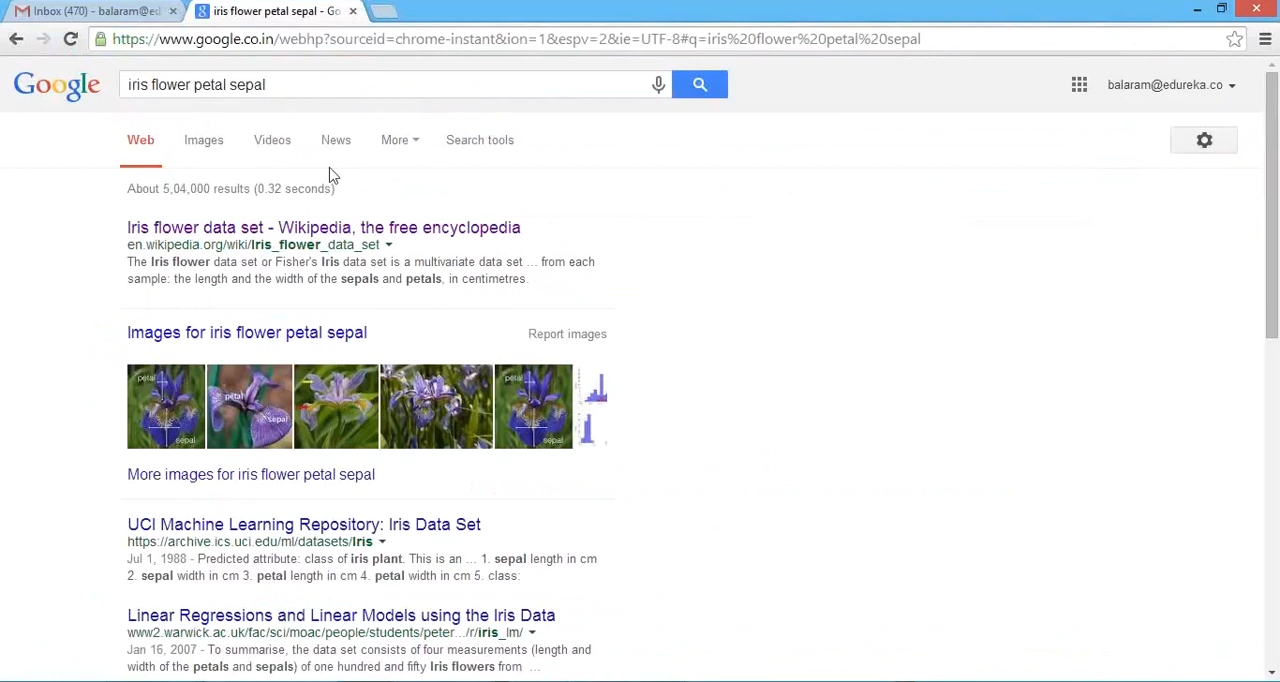 Inbox (470) - balaram@ed
iris flower petal sepal - Go
https://www.google.co.in/webhp?sourceid=chrome-instant&ion=1&espv=2&ie=UTF-8#q=iris%20flower%20petal%20sepal
Google
iris flower petal sepal
balaram@edureka.co
Web Images Videos News More Search tools
About 5,04,000 results (0.32 seconds)
Iris flower data set - Wikipedia, the free encyclopedia
en.wikipedia.org/wiki/Iris_flower_data_set
The Iris flower data set or Fisher's Iris data set is a multivariate data set ... from each
sample: the length and the width of the sepals and petals, in centimetres.
Images for iris flower petal sepal
Report images
petal
sepal
petal
sepal
petal
sepal
More images for iris flower petal sepal
UCI Machine Learning Repository: Iris Data Set
https://archive.ics.uci.edu/ml/datasets/Iris
Jul 1, 1988 - Predicted attribute: class of iris plant. This is an ... 1. sepal length in cm
2. sepal width in cm 3. petal length in cm 4. petal width in cm 5. class:
Linear Regressions and Linear Models using the Iris Data
www2.warwick.ac.uk/fac/sci/moac/people/students/peter.../r/iris_lm/
Jan 16, 2007 - To summarise, the data set consists of four measurements (length and
width of the petals and sepals) of one hundred and fifty Iris flowers from ...